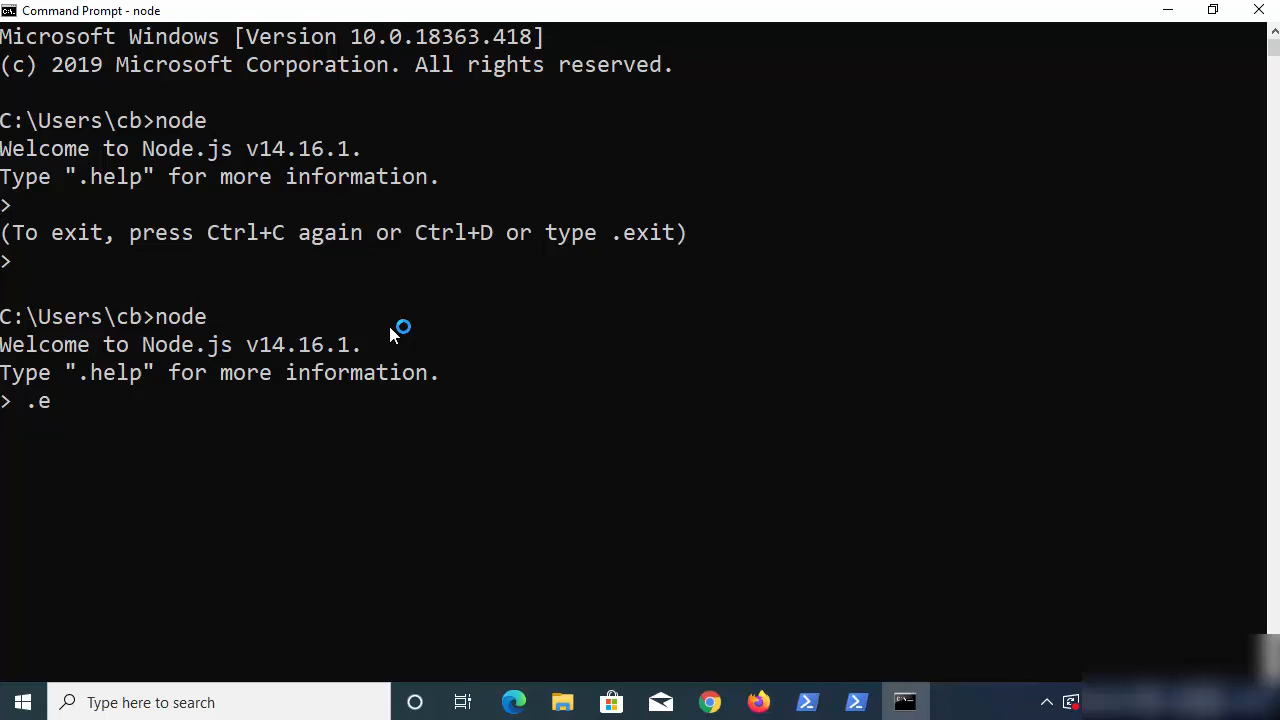 Command Prompt - node
Microsoft Windows [Version 10.0.18363.418]
(c) 2019 Microsoft Corporation. All rights reserved.
C:\Users\cb>node
Welcome to Node.js v14.16.1.
Type ".help" for more information.
>
(To exit, press Ctrl+C again or Ctrl+D or type .exit)
>
C:\Users\cb>node
Welcome to Node.js v14.16.1.
Type ".help" for more information.
> .e
Type here to search